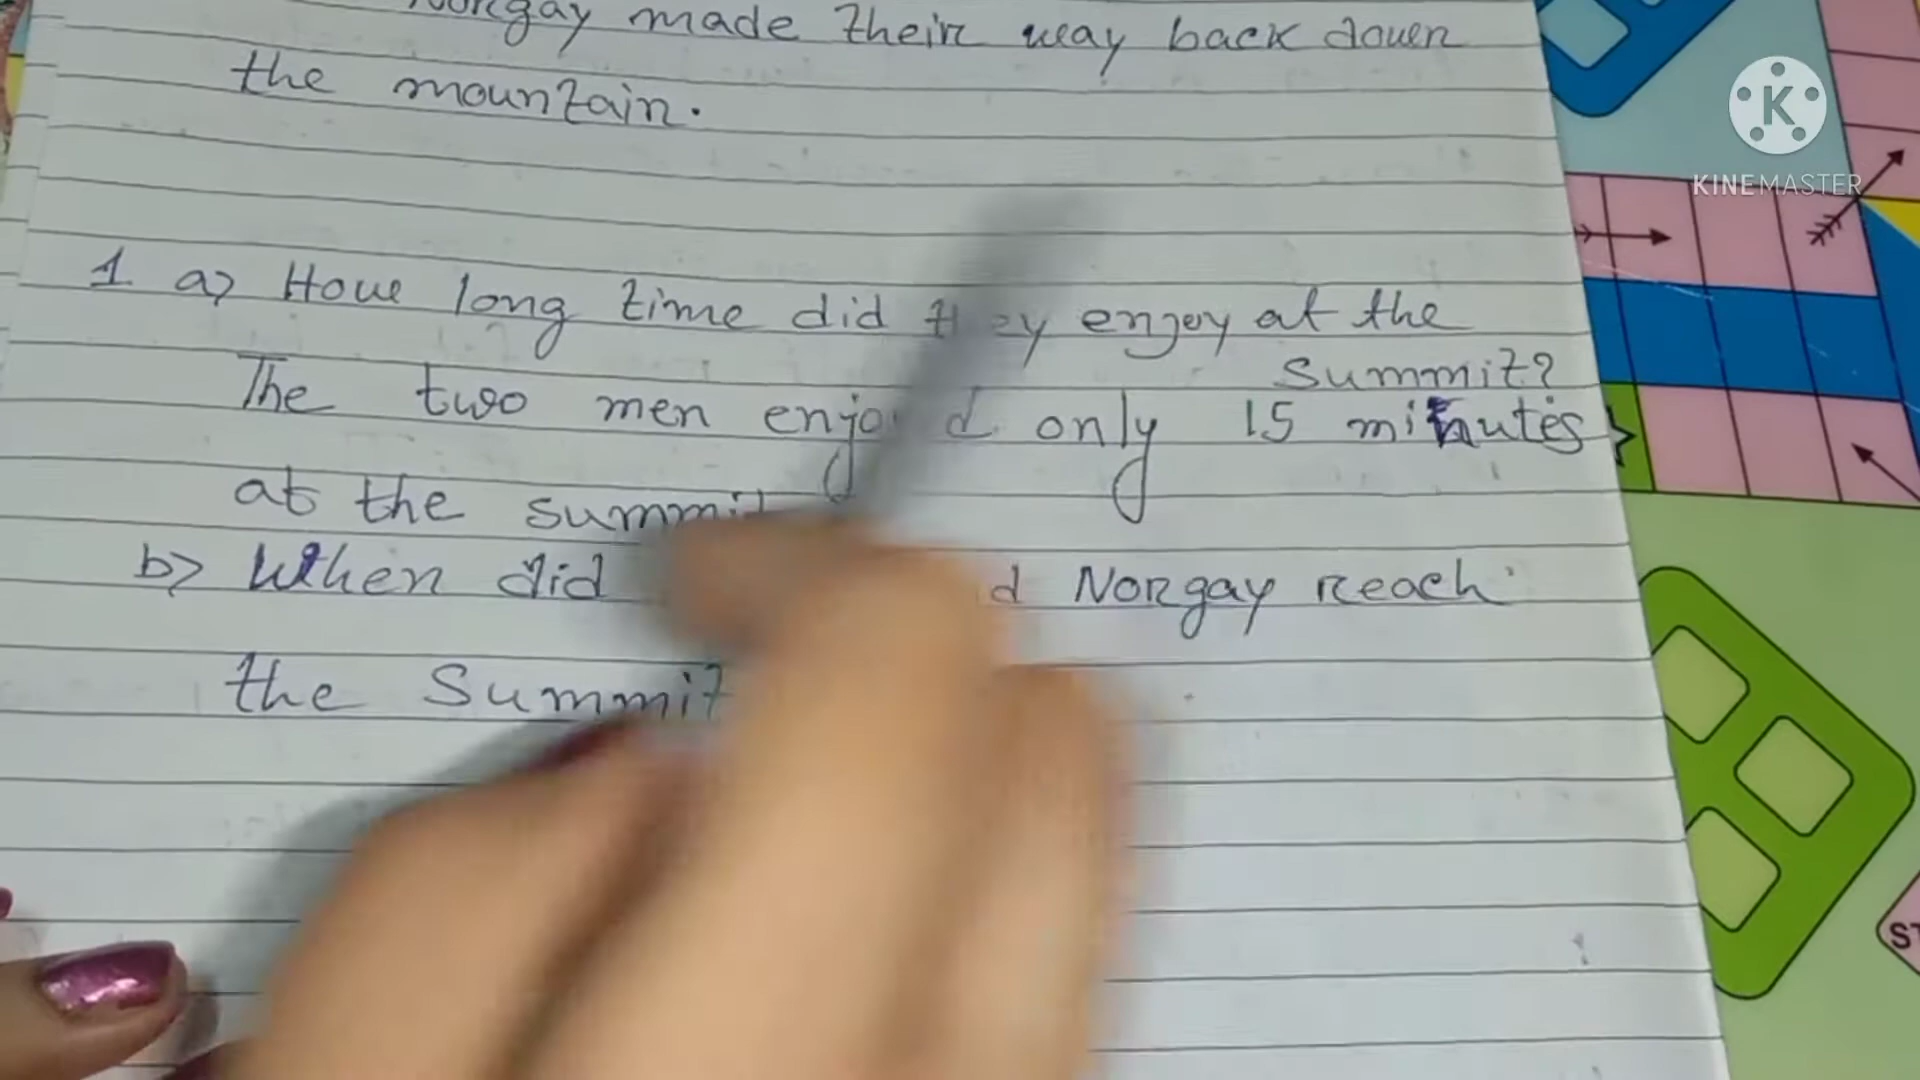 Norgay made their way back down
the mountain.
1 a) How long time did they enjoy at the
Summit?
The two men enjoyed only 15 minutes
at the summit
b) When did Norgay reach
the Summit
K
KINEMASTER
ST